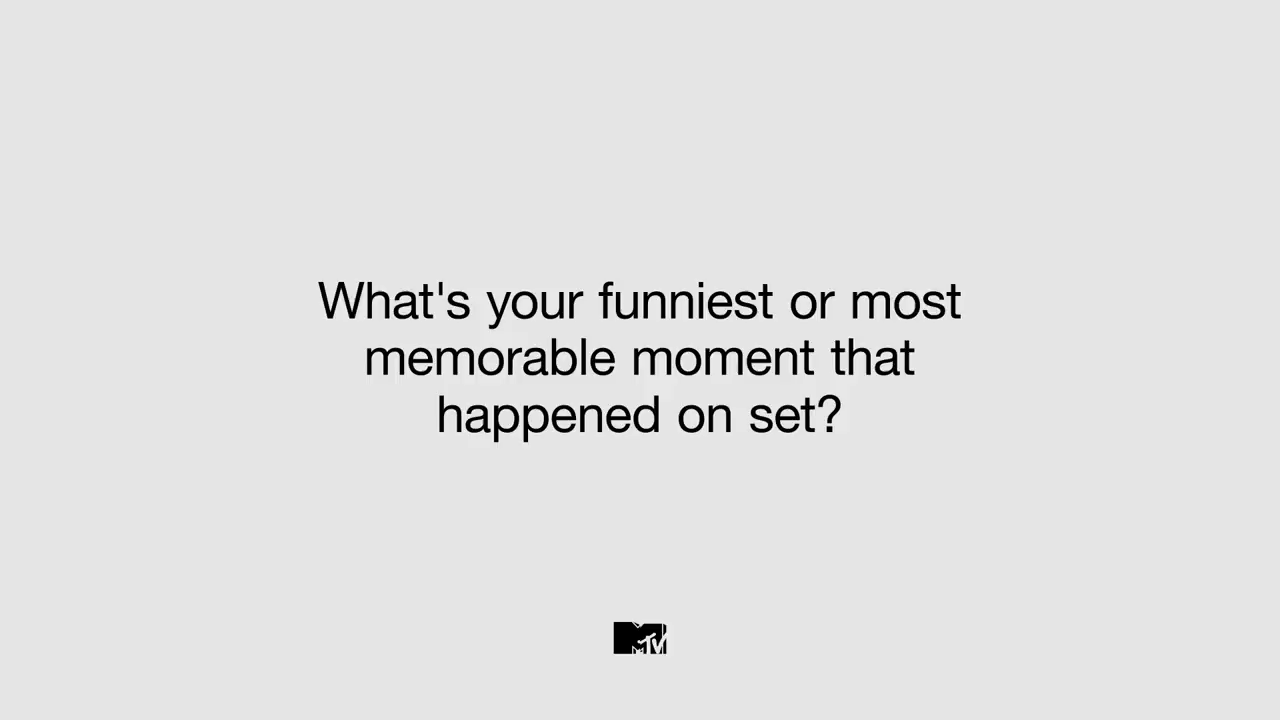 What's your funniest or most
memorable moment that
happened on set?
MTV